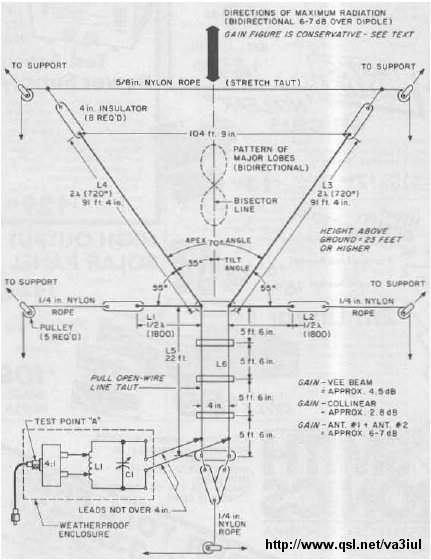 DIRECTIONS OF MAXIMUM RADIATION
(BIDIRECTIONAL 6-7 dB OVER DIPOLE)
GAIN FIGURE IS CONSERVATIVE - SEE TEXT
TO SUPPORT
TO SUPPORT
5/8 in. NYLON ROPE (STRETCH TAUT)
4 in. INSULATOR
(8 REQ'D)
104 ft. 9 in.
PATTERN OF
MAJOR LOBES
(BIDIRECTIONAL)
L4
2λ (720°)
91 ft. 4 in.
L3
2λ (720°)
91 ft. 4 in.
BISECTOR
LINE
HEIGHT ABOVE
GROUND = 25 FEET
OR HIGHER
APEX 70° ANGLE
35° TILT
ANGLE
55°
55°
TO SUPPORT
TO SUPPORT
1/4 in. NYLON
ROPE
1/4 in. NYLON
ROPE
PULLEY
(5 REQ'D)
L1
1/2λ
(1800)
L2
1/2λ
(1800)
L5
22 ft.
L6
5 ft. 6 in.
5 ft. 6 in.
5 ft. 6 in.
5 ft. 6 in.
4 in.
PULL OPEN-WIRE
LINE TAUT
GAIN - VEE BEAM
= APPROX. 4.5 dB
GAIN - COLLINEAR
- APPROX. 2.8 dB
GAIN - ANT. #1 + ANT. #2
= APPROX. 6-7 dB
TEST POINT "A"
4:1
L1
C1
LEADS NOT OVER 4 in.
WEATHERPROOF
ENCLOSURE
1/4 in.
NYLON
ROPE
http://www.qsl.net/va3iul